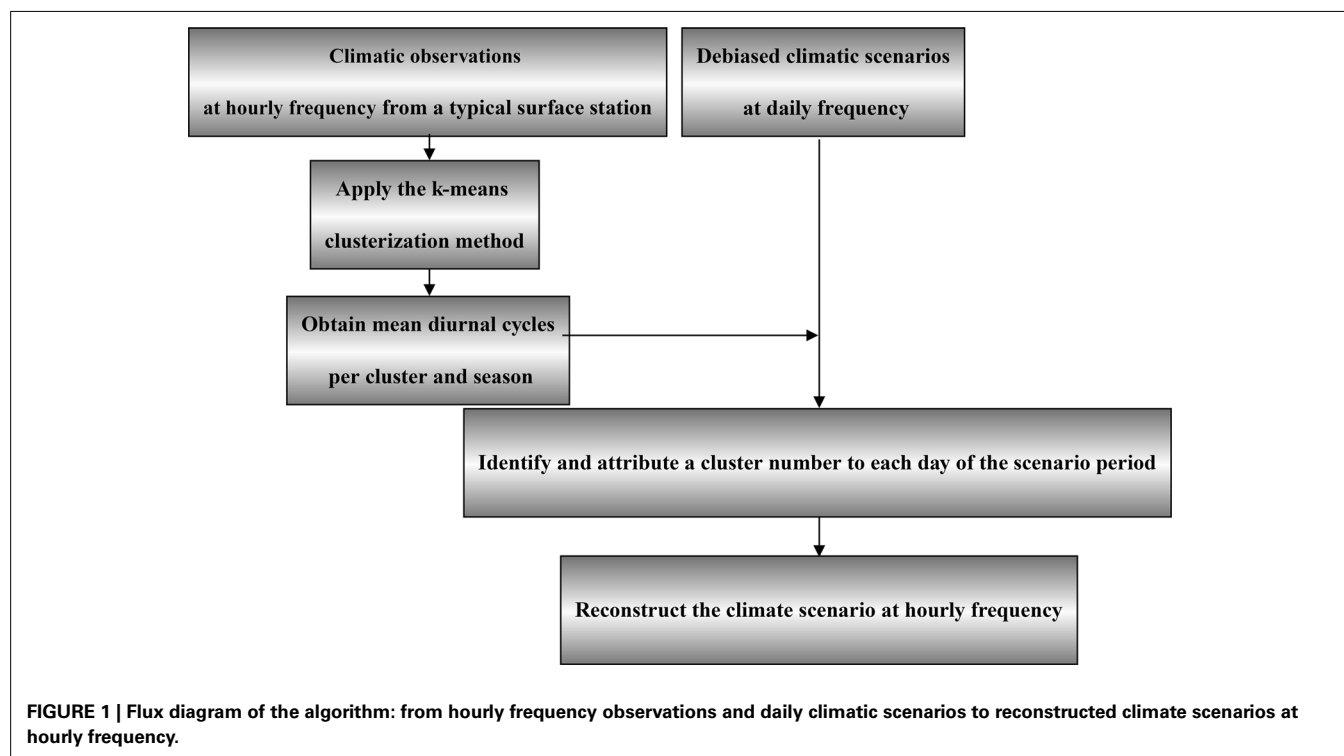 Climatic observations
at hourly frequency from a typical surface station
Debiased climatic scenarios
at daily frequency
Apply the k-means
clusterization method
Obtain mean diurnal cycles
per cluster and season
Identify and attribute a cluster number to each day of the scenario period
Reconstruct the climate scenario at hourly frequency
FIGURE 1 | Flux diagram of the algorithm: from hourly frequency observations and daily climatic scenarios to reconstructed climate scenarios at
hourly frequency.